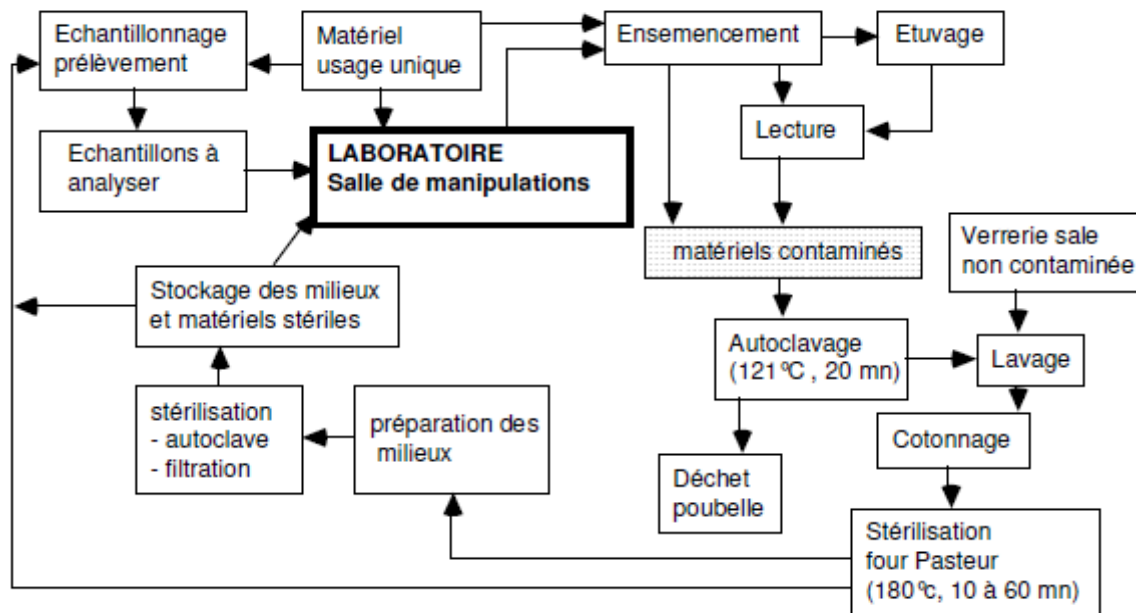 Echantillonnage
prélèvement
Matériel
usage unique
Ensemencement
Etuvage
Lecture
Echantillons à
analyser
LABORATOIRE
Salle de manipulations
matériels contaminés
Verrerie sale
non contaminée
Stockage des milieux
et matériels stériles
Autoclavage
(121°C , 20 mn)
Lavage
stérilisation
- autoclave
- filtration
préparation des
milieux
Cotonnage
Déchet
poubelle
Stérilisation
four Pasteur
(180°c, 10 à 60 mn)